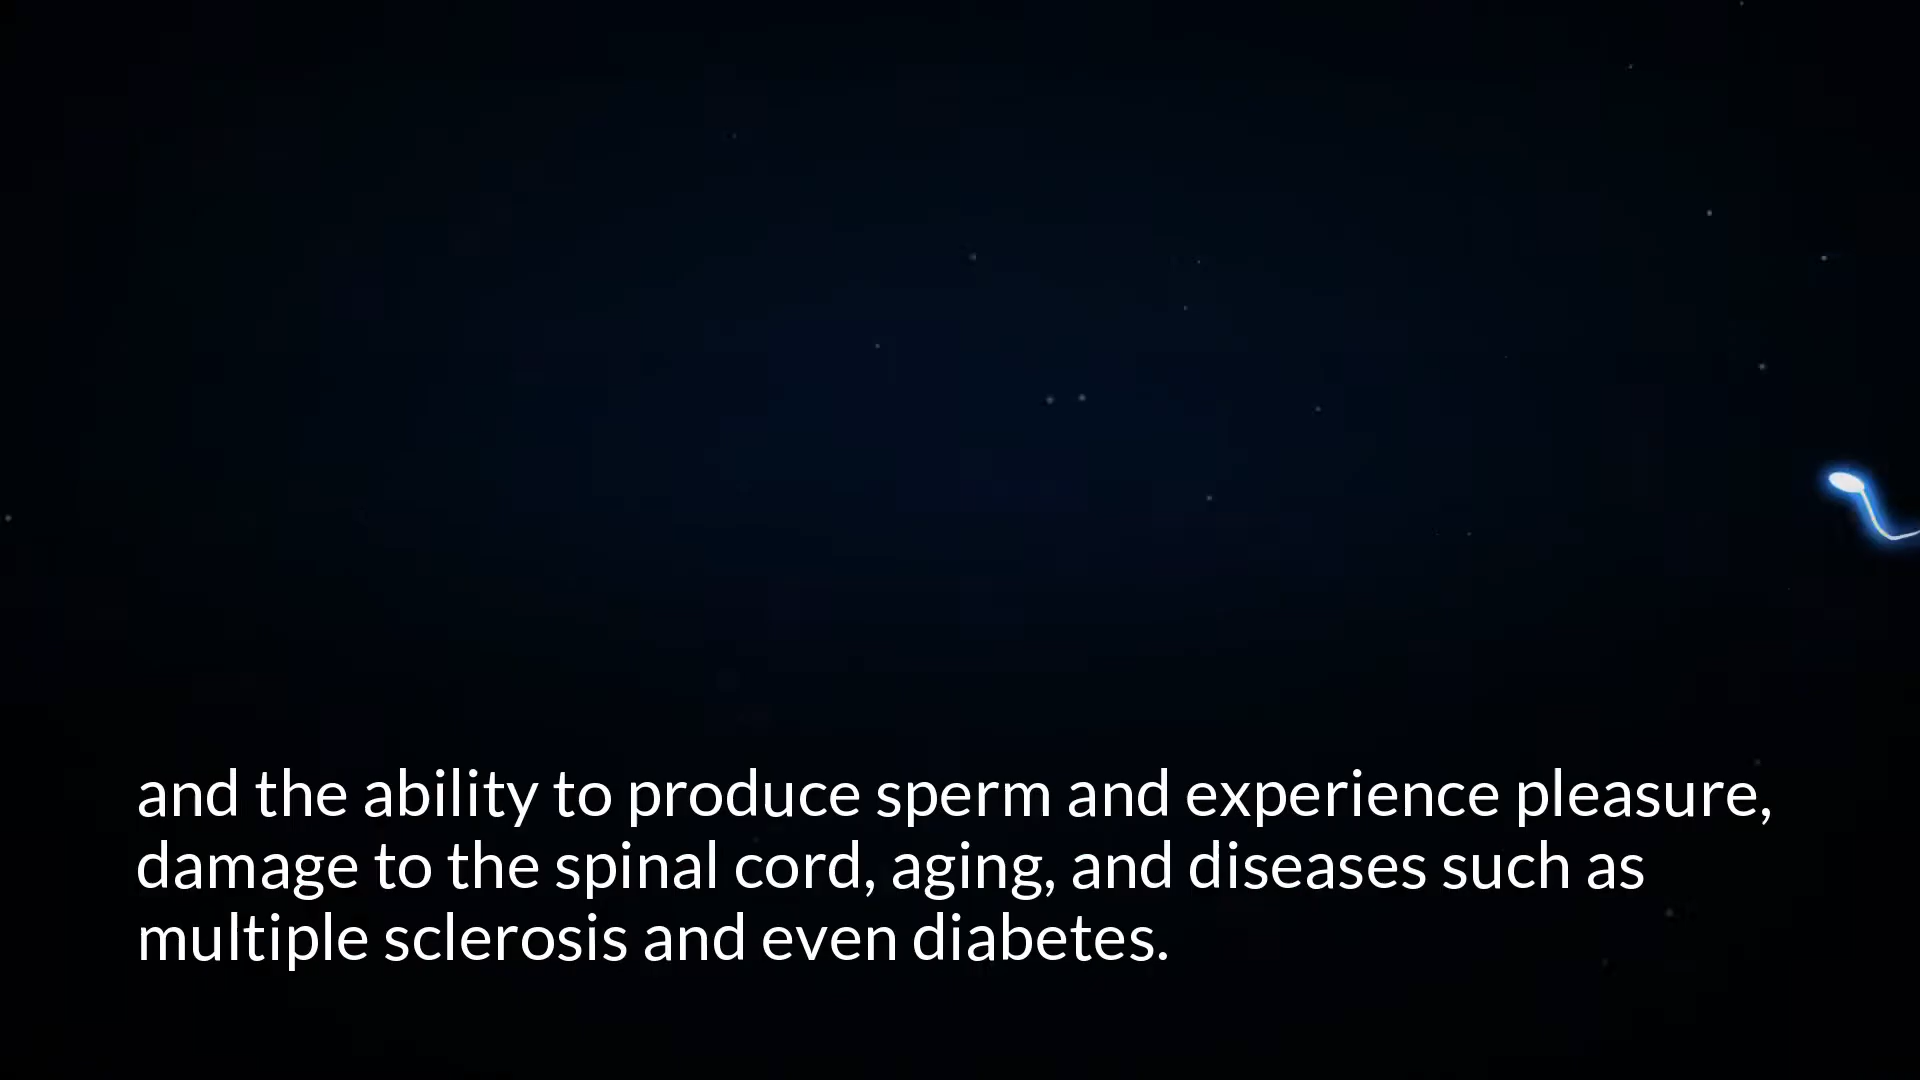 and the ability to produce sperm and experience pleasure,
damage to the spinal cord, aging, and diseases such as
multiple sclerosis and even diabetes.